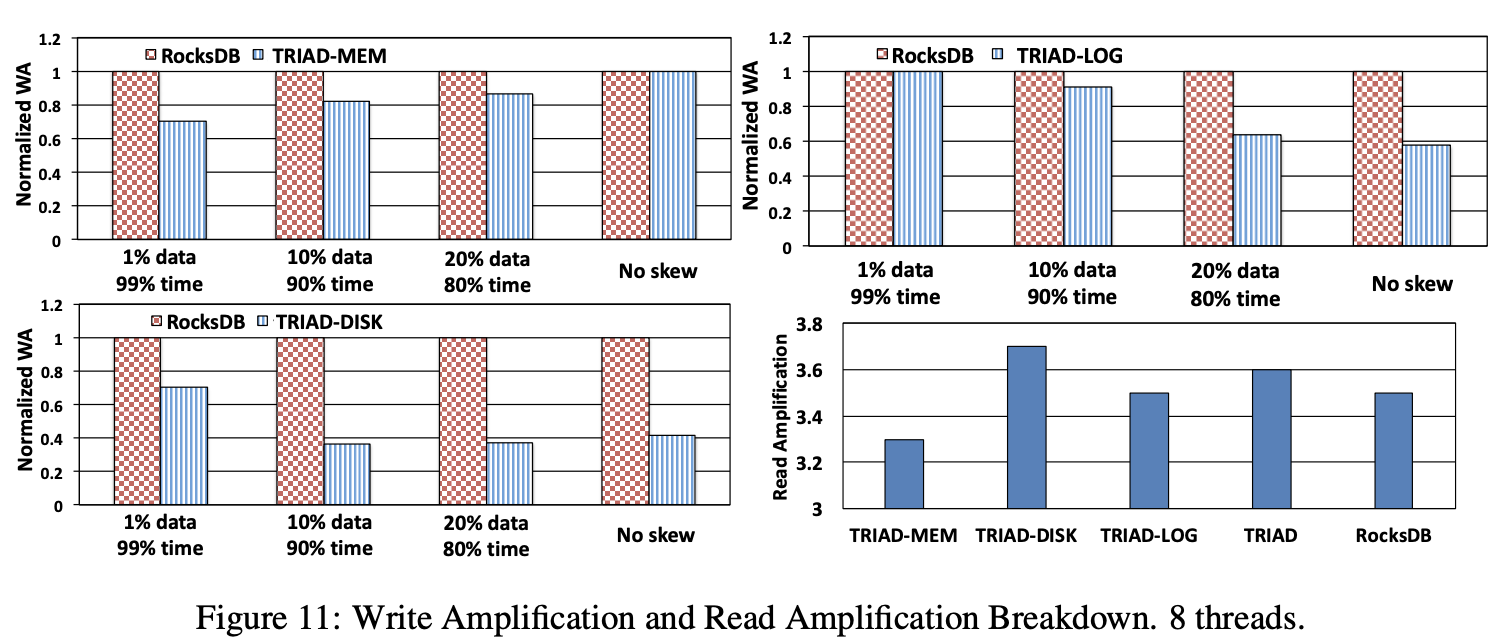 1.2
1
0.8
0.6
0.4
0.2
0
Normalized WA
RocksDB TRIAD-MEM
1% data
99% time
10% data
90% time
20% data
80% time
No skew
1.2
1
0.8
0.6
0.4
0.2
0
Normalized WA
RocksDB TRIAD-LOG
1% data
99% time
10% data
90% time
20% data
80% time
No skew
1.2
1
0.8
0.6
0.4
0.2
0
Normalized WA
RocksDB TRIAD-DISK
1% data
99% time
10% data
90% time
20% data
80% time
No skew
3.8
3.6
3.4
3.2
3
Read Amplification
TRIAD-MEM TRIAD-DISK TRIAD-LOG TRIAD RocksDB
Figure 11: Write Amplification and Read Amplification Breakdown. 8 threads.